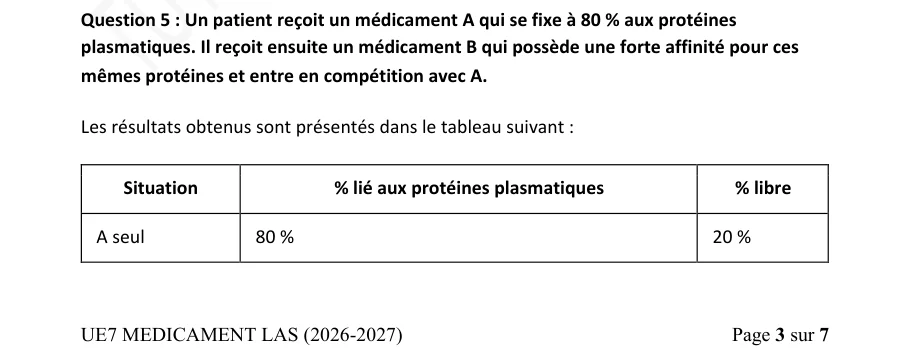 Question 5 : Un patient reçoit un médicament A qui se fixe à 80 % aux protéines
plasmatiques. Il reçoit ensuite un médicament B qui possède une forte affinité pour ces
mêmes protéines et entre en compétition avec A.
Les résultats obtenus sont présentés dans le tableau suivant :
Situation % lié aux protéines plasmatiques % libre
A seul 80 % 20 %
UE7 MEDICAMENT LAS (2026-2027) Page 3 sur 7